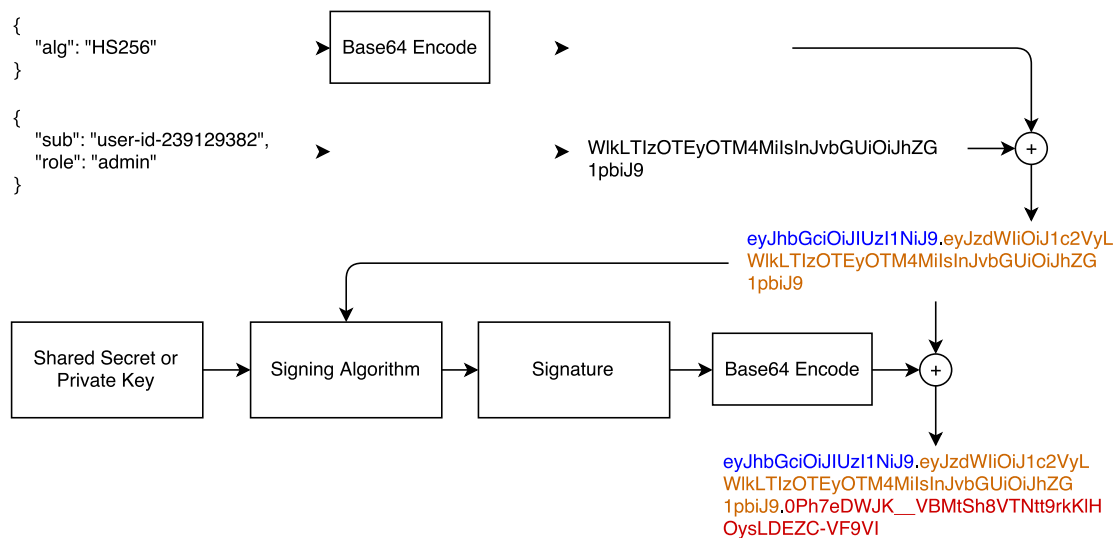 {
"alg": "HS256"
}
Base64 Encode
{
"sub": "user-id-239129382",
"role": "admin"
}
WlkLTIzOTEyOTM4MiIsInJvbGUiOiJhZG
1pbiJ9
+
eyJhbGciOiJIUzI1NiJ9.eyJzdWIiOiJ1c2VyL
WlkLTIzOTEyOTM4MiIsInJvbGUiOiJhZG
1pbiJ9
Shared Secret or
Private Key
Signing Algorithm
Signature
Base64 Encode
+
eyJhbGciOiJIUzI1NiJ9.eyJzdWIiOiJ1c2VyL
WlkLTIzOTEyOTM4MiIsInJvbGUiOiJhZG
1pbiJ9.0Ph7eDWJK__VBMtSh8VTNtt9rkKlH
OysLDEZC-VF9VI